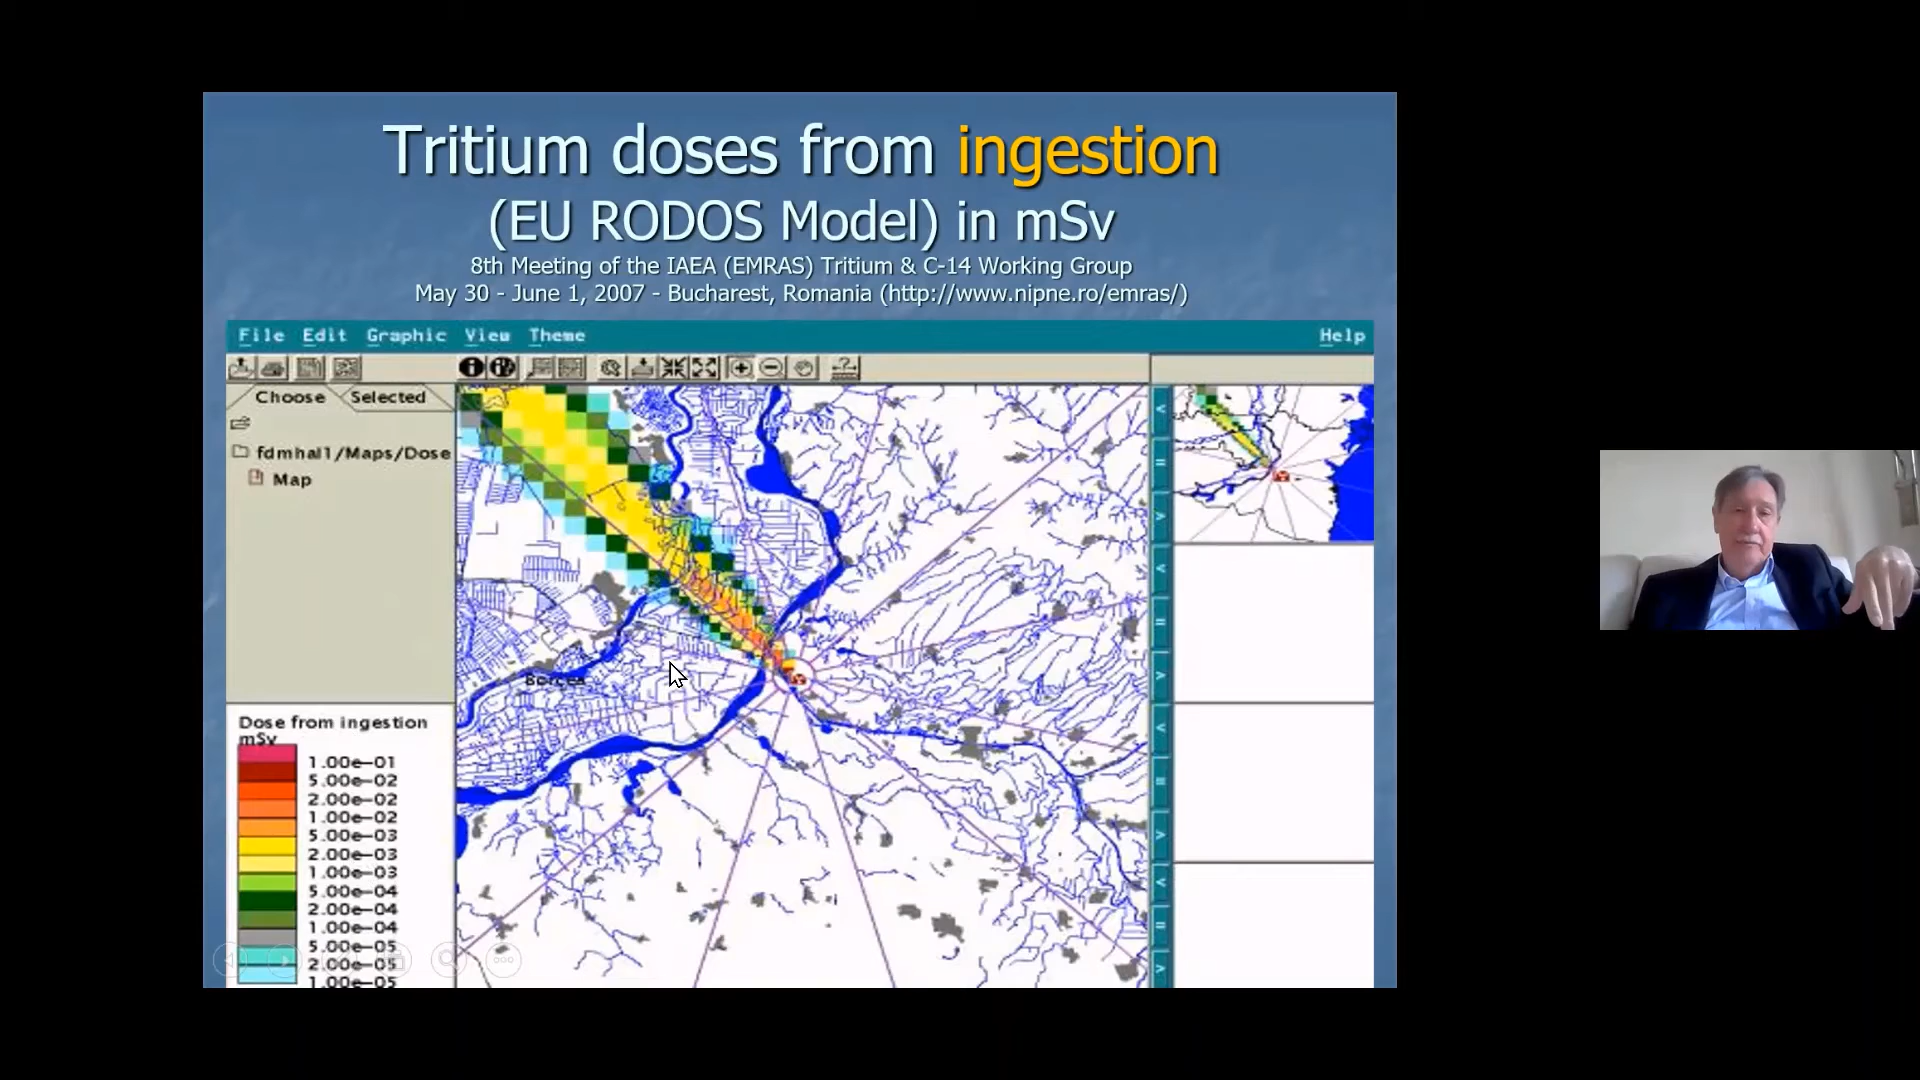 Tritium doses from ingestion
(EU RODOS Model) in mSv
8th Meeting of the IAEA (EMRAS) Tritium & C-14 Working Group
May 30 - June 1, 2007 - Bucharest, Romania (http://www.nipne.ro/emras/)
File Edit Graphic View Theme Help
Choose Selected
fdmhal1/Maps/Dose
Map
Borcea
Dose from ingestion
mSv
1.00e-01
5.00e-02
2.00e-02
1.00e-02
5.00e-03
2.00e-03
1.00e-03
5.00e-04
2.00e-04
1.00e-04
5.00e-05
2.00e-05
1.00e-05